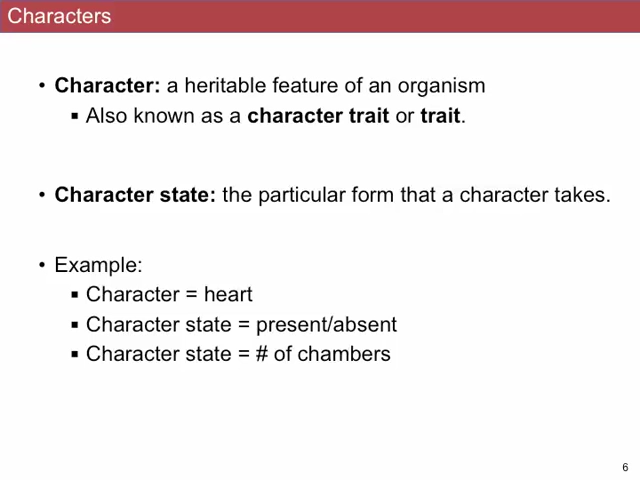 Characters
• Character: a heritable feature of an organism
▪ Also known as a character trait or trait.
• Character state: the particular form that a character takes.
• Example:
▪ Character = heart
▪ Character state = present/absent
▪ Character state = # of chambers
6